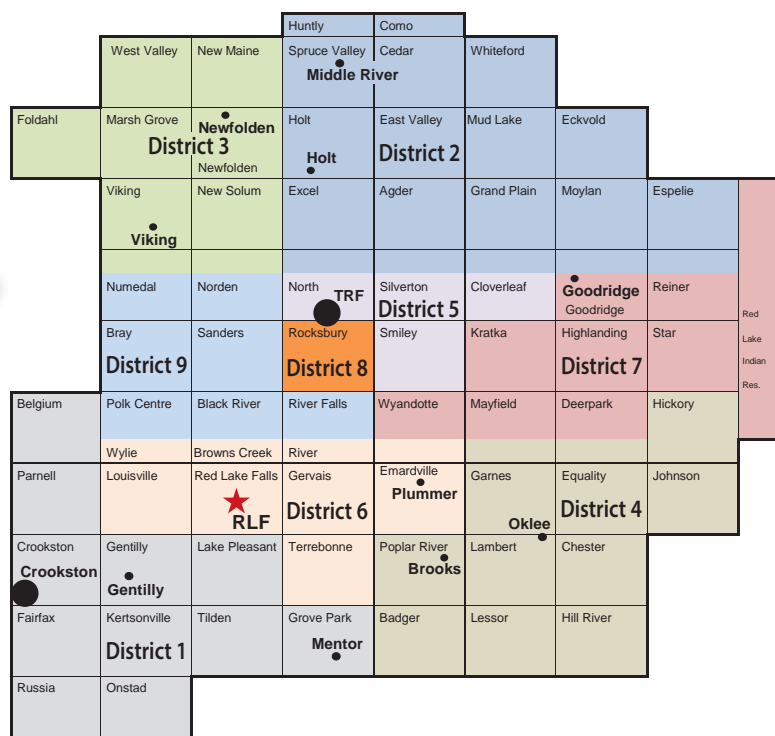 Huntly Como
West Valley New Maine Spruce Valley Cedar Whiteford
Middle River
Foldahl Marsh Grove Newfolden Holt East Valley Mud Lake Eckvold
District 3 District 2
Newfolden Holt
Viking New Solum Excel Agder Grand Plain Moylan Espelie
Viking
Numedal Norden North TRF Silverton Cloverleaf Goodridge Reiner
District 5 Goodridge
Red
Lake
Indian
Res.
Bray Sanders Rocksbury Smiley Kratka Highlanding Star
District 9 District 8 District 7
Belgium Polk Centre Black River River Falls Wyandotte Mayfield Deerpark Hickory
Wylie Browns Creek River
Parnell Louisville Red Lake Falls Gervais Emardville Garnes Equality Johnson
Plummer
RLF District 6 Oklee District 4
Crookston Gentilly Lake Pleasant Terrebonne Poplar River Lambert Chester
Crookston Brooks
Gentilly
Fairfax Kertsonville Tilden Grove Park Badger Lessor Hill River
District 1 Mentor
Russia Onstad